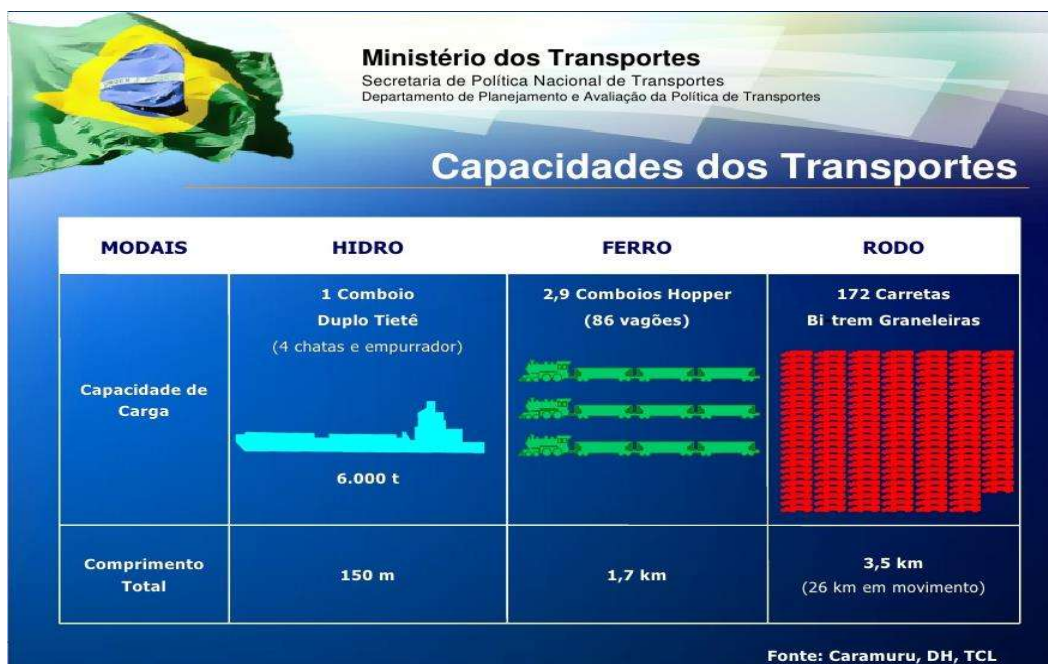 Ministério dos Transportes
Secretaria de Política Nacional de Transportes
Departamento de Planejamento e Avaliação da Política de Transportes
Capacidades dos Transportes
MODAIS
HIDRO
FERRO
RODO
Capacidade de
Carga
1 Comboio
Duplo Tietê
(4 chatas e empurrador)
6.000 t
2,9 Comboios Hopper
(86 vagões)
172 Carretas
Bi trem Graneleiras
Comprimento
Total
150 m
1,7 km
3,5 km
(26 km em movimento)
Fonte: Caramuru, DH, TCL